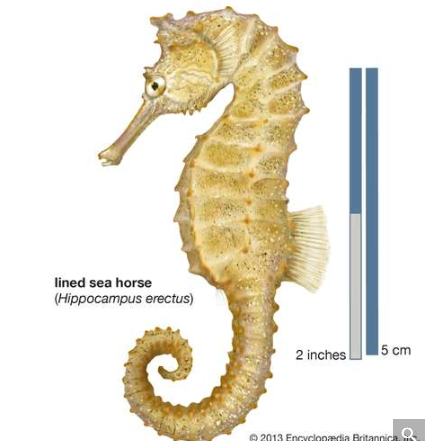 lined sea horse
(Hippocampus erectus)
2 inches
5 cm
© 2013 Encyclopædia Britannica,